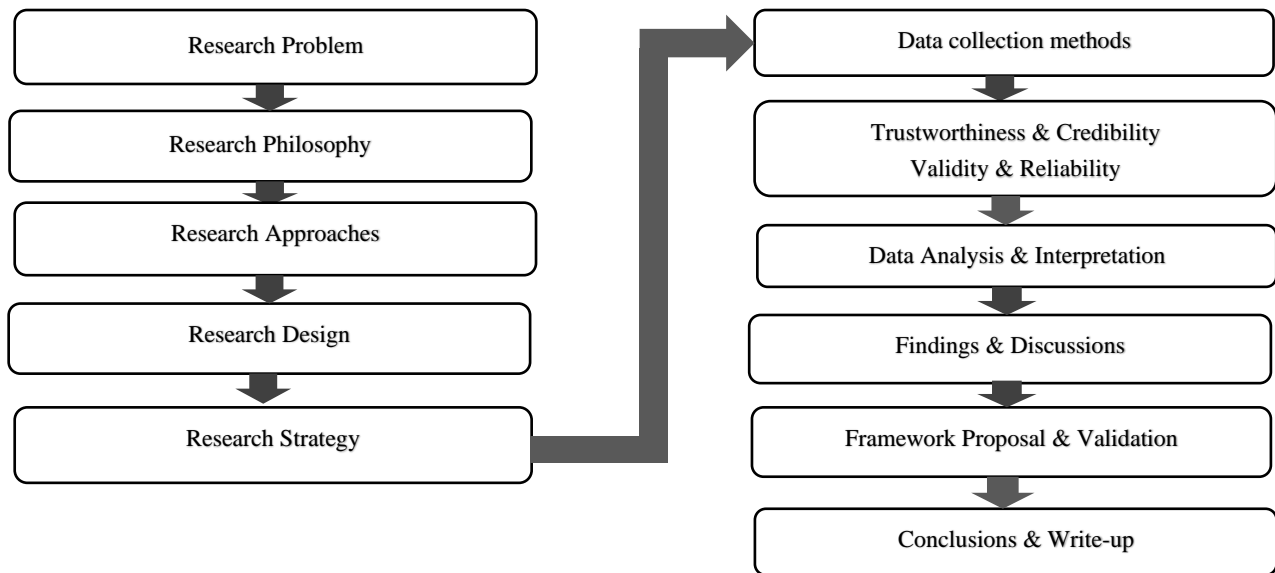 Research Problem
Research Philosophy
Research Approaches
Research Design
Research Strategy
Data collection methods
Trustworthiness & Credibility
Validity & Reliability
Data Analysis & Interpretation
Findings & Discussions
Framework Proposal & Validation
Conclusions & Write-up